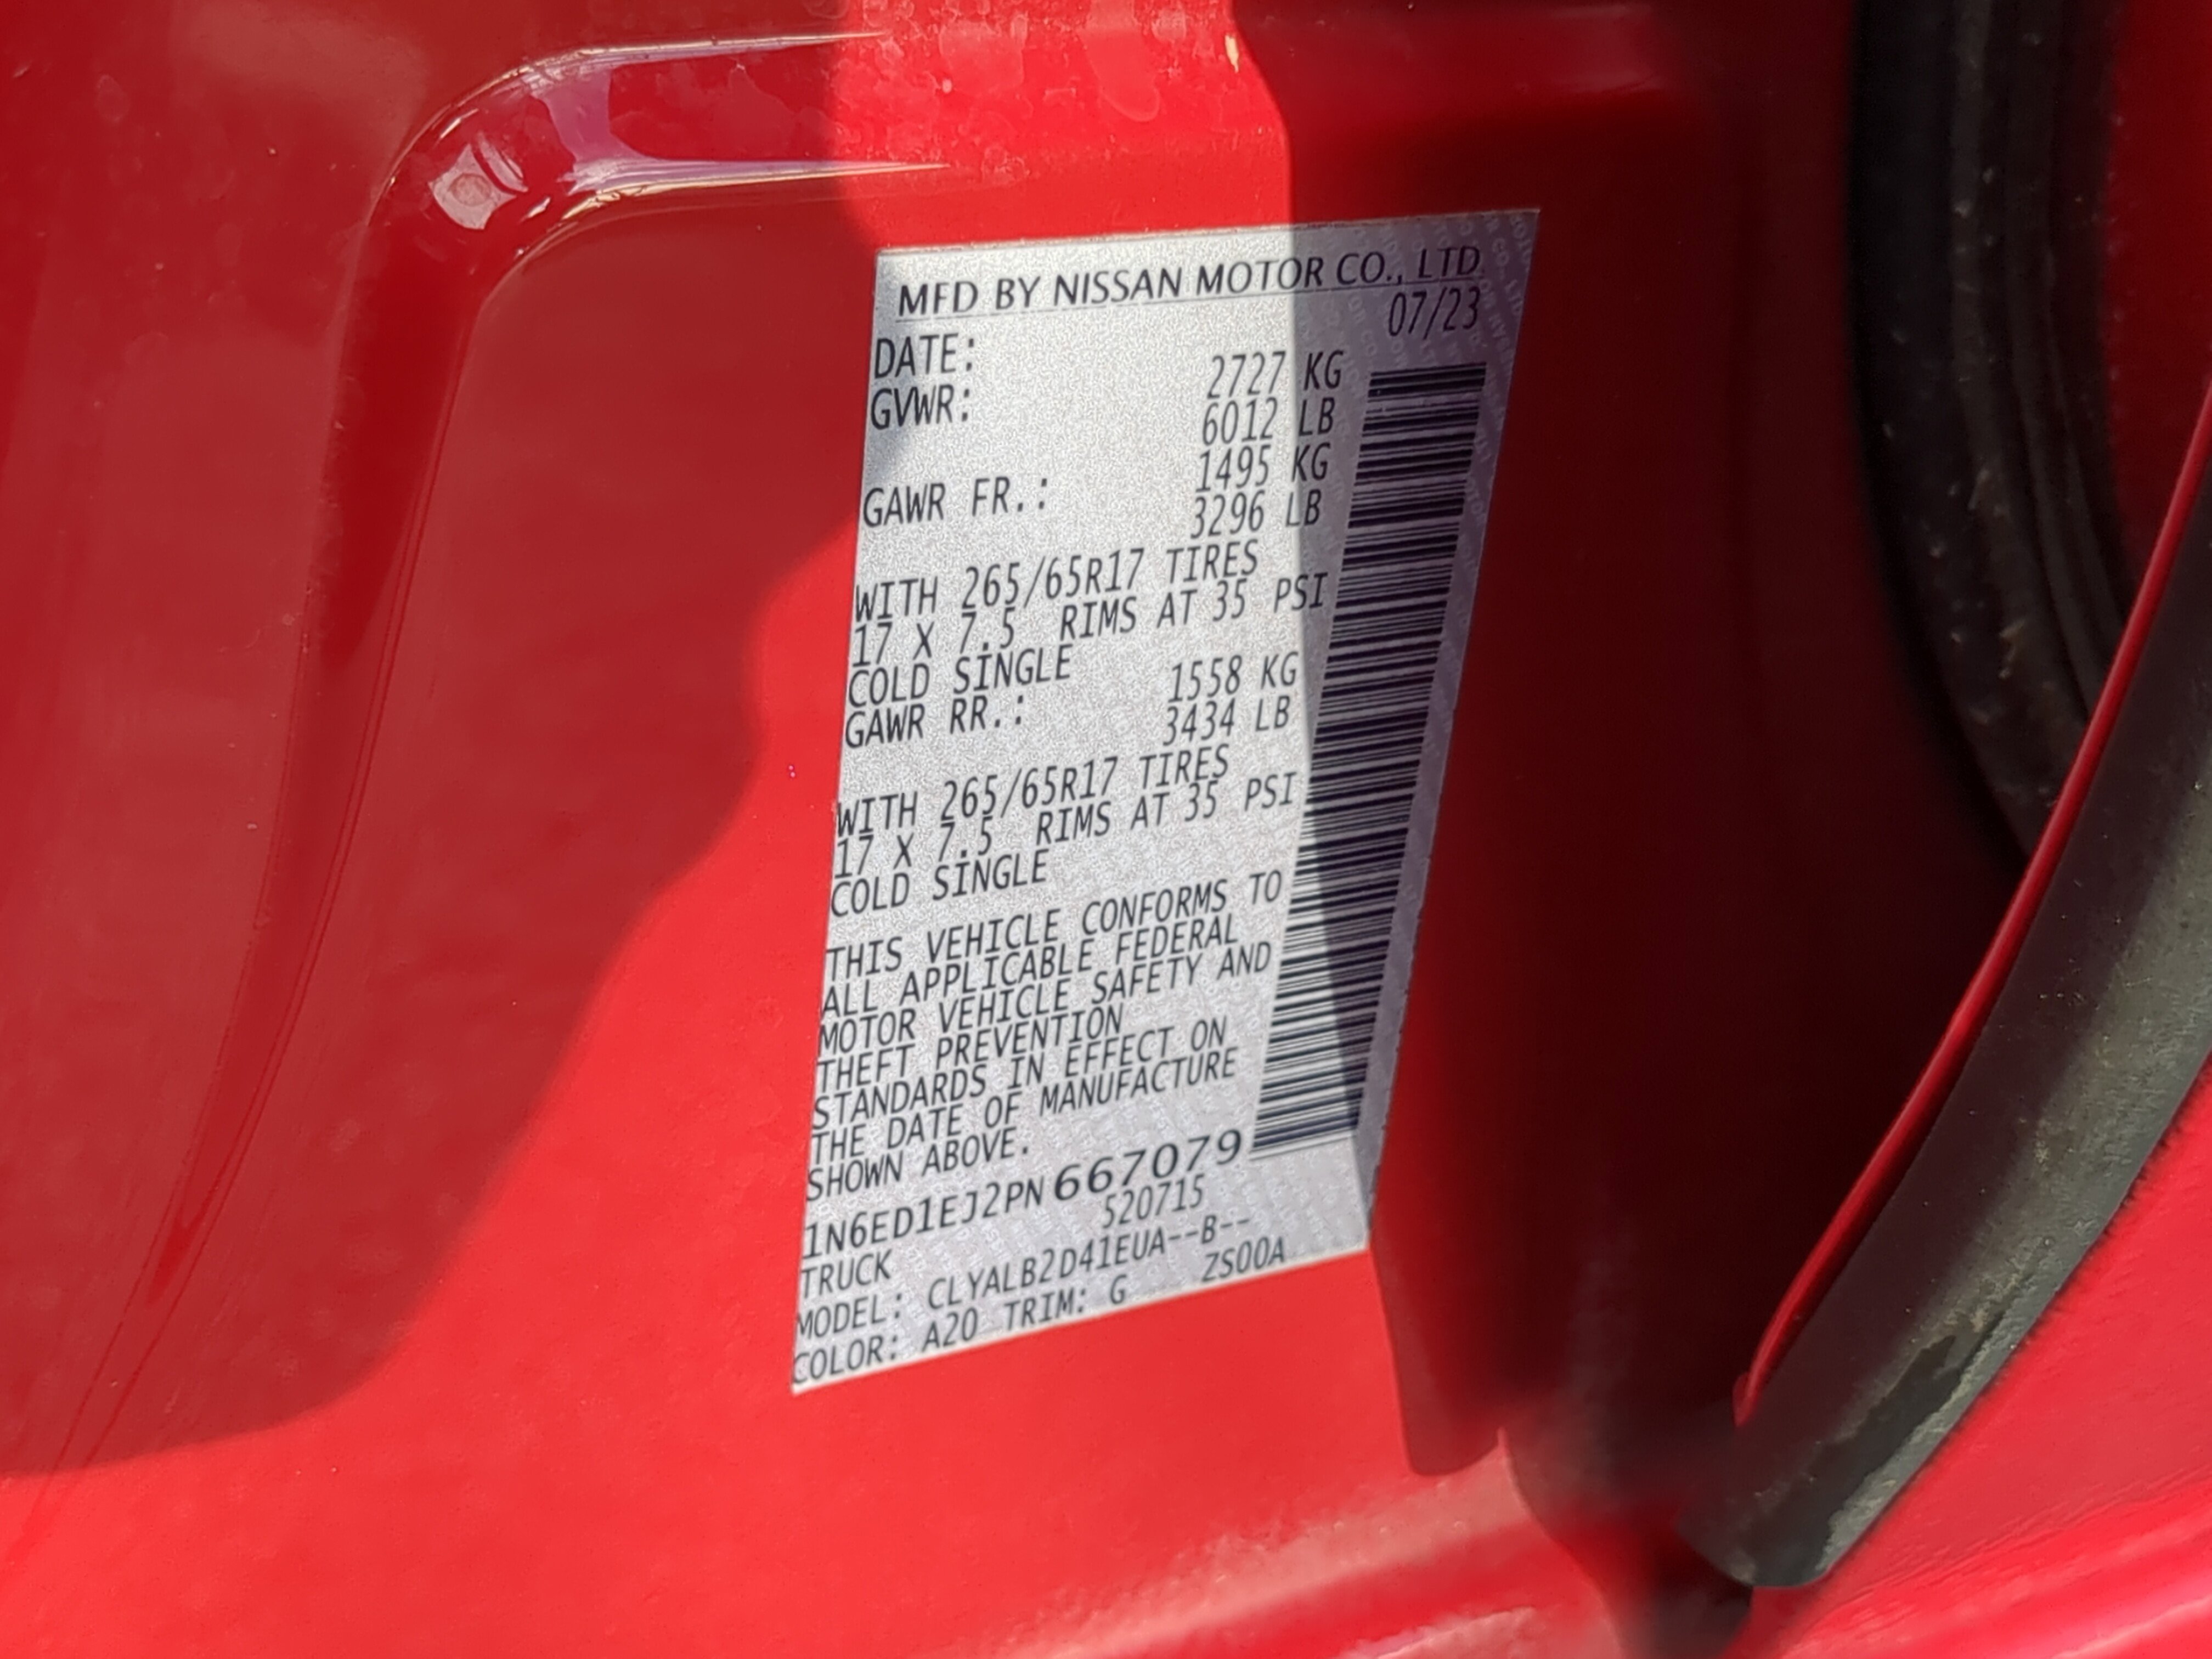 MFD BY NISSAN MOTOR CO., LTD
DATE: 07/23
GVWR: 2727 KG
6012 LB
GAWR FR.: 1495 KG
3296 LB
WITH 265/65R17 TIRES
17 X 7.5 RIMS AT 35 PSI
COLD SINGLE
GAWR RR.: 1558 KG
3434 LB
WITH 265/65R17 TIRES
17 X 7.5 RIMS AT 35 PSI
COLD SINGLE
THIS VEHICLE CONFORMS TO
ALL APPLICABLE FEDERAL
MOTOR VEHICLE SAFETY AND
THEFT PREVENTION
STANDARDS IN EFFECT ON
THE DATE OF MANUFACTURE
SHOWN ABOVE.
1N6ED1EJ2PN667079
TRUCK 520715
MODEL: CLYALB2D41EUA--B--
COLOR: A20 TRIM: G ZS00A